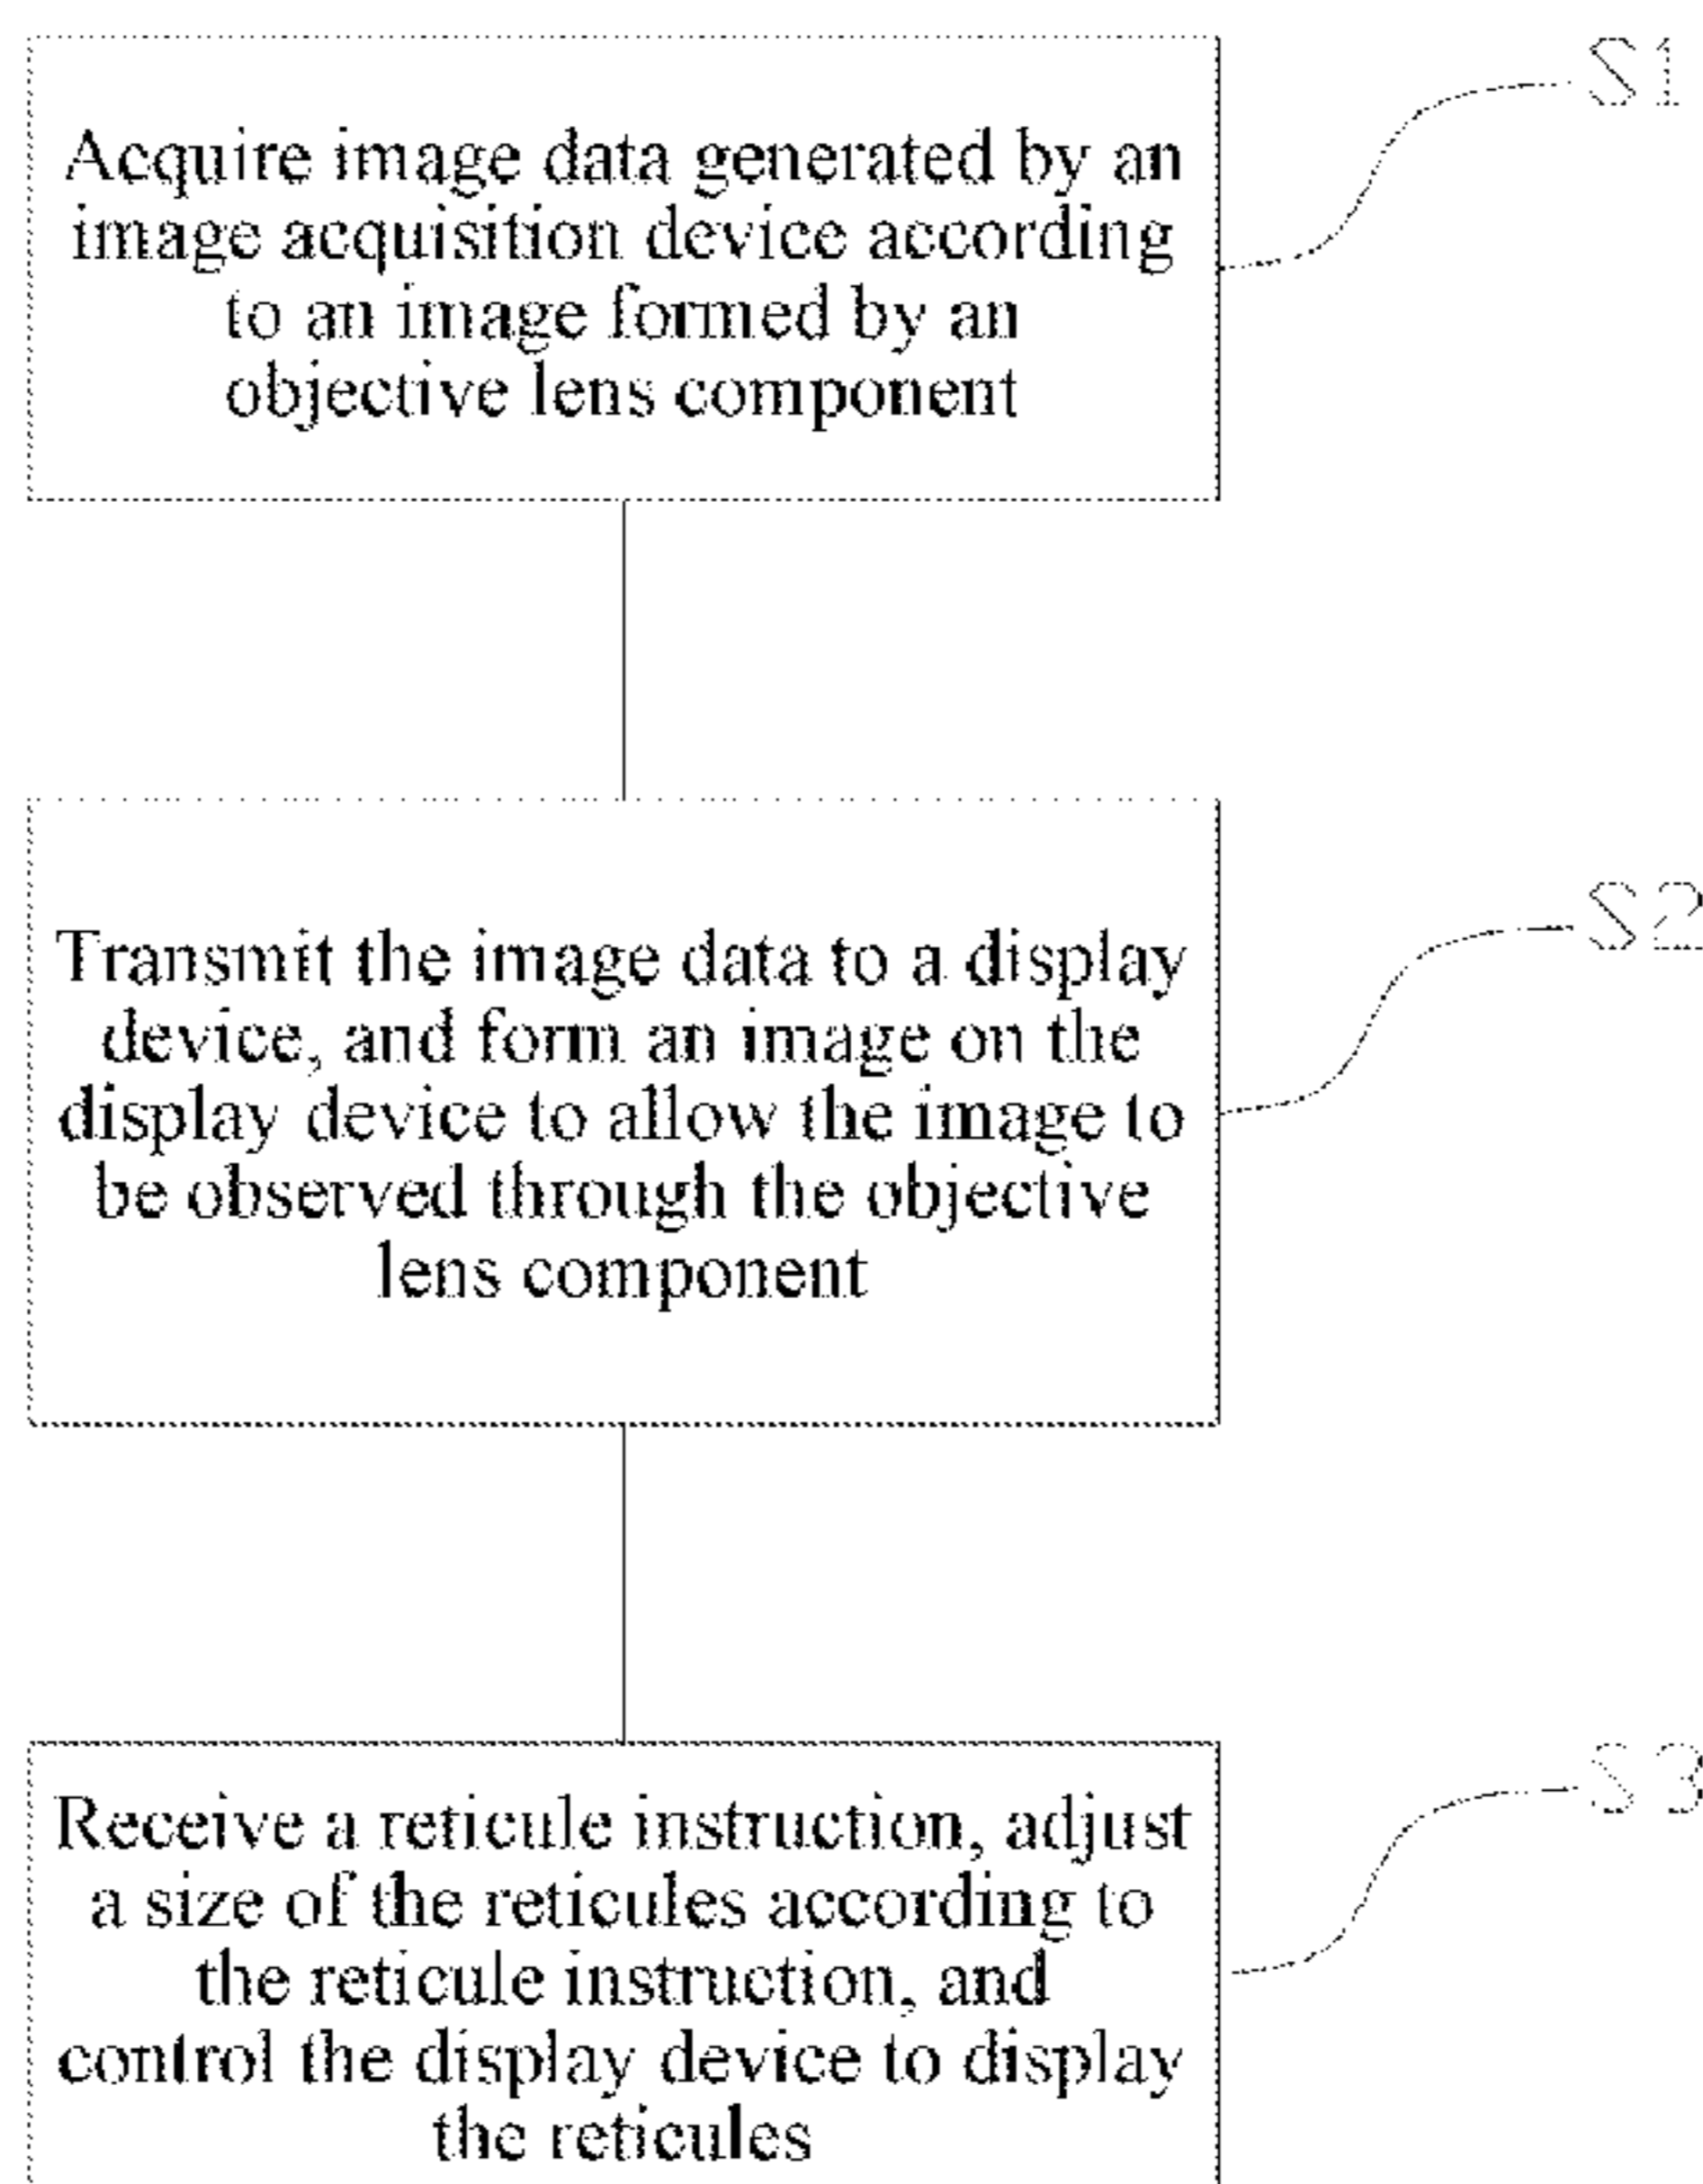 S1
Acquire image data generated by an
image acquisition device according
to an image formed by an
objective lens component
S2
Transmit the image data to a display
device, and form an image on the
display device to allow the image to
be observed through the objective
lens component
S3
Receive a reticule instruction, adjust
a size of the reticules according to
the reticule instruction, and
control the display device to display
the reticules